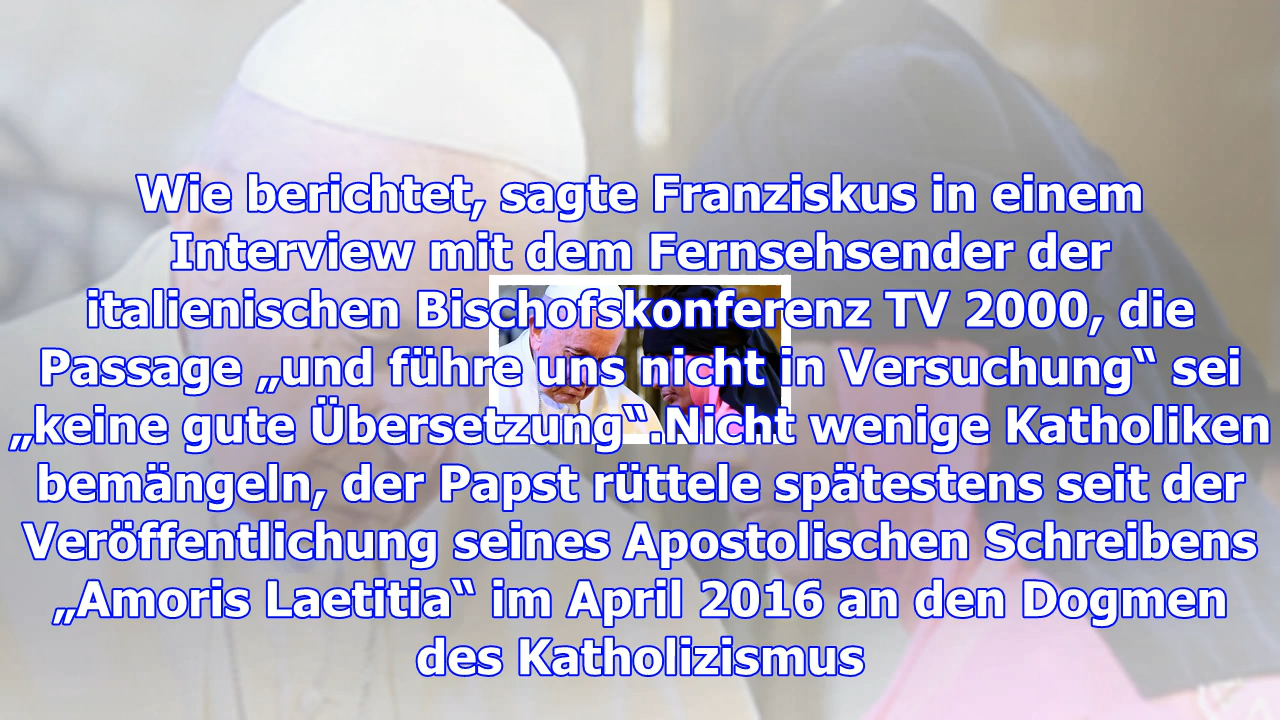 Wie berichtet, sagte Franziskus in einem
Interview mit dem Fernsehsender der
italienischen Bischofskonferenz TV 2000, die
Passage „und führe uns nicht in Versuchung“ sei
„keine gute Übersetzung“.Nicht wenige Katholiken
bemängeln, der Papst rüttele spätestens seit der
Veröffentlichung seines Apostolischen Schreibens
„Amoris Laetitia“ im April 2016 an den Dogmen
des Katholizismus